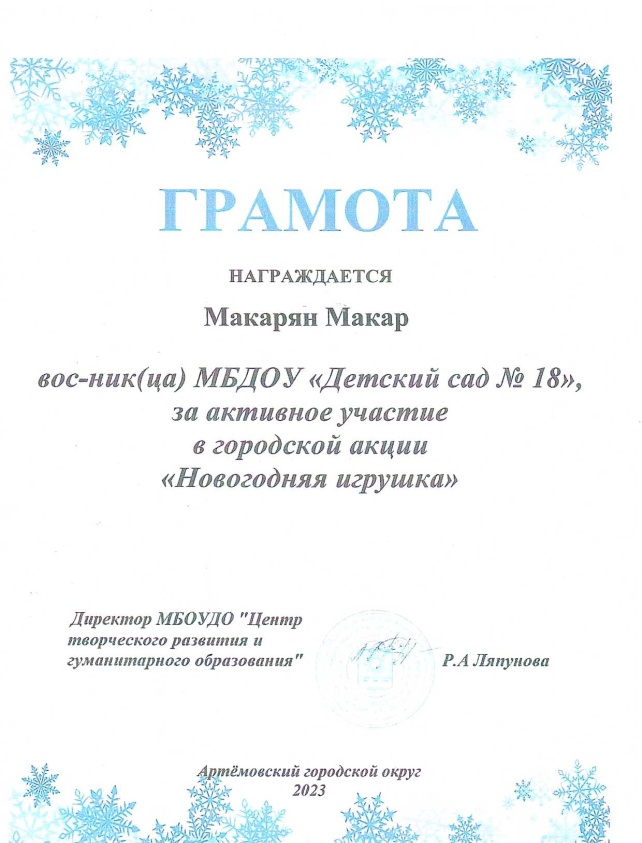 ГРАМОТА
НАГРАЖДАЕТСЯ
Макарян Макар
вос-ник(ца) МБДОУ «Детский сад № 18»,
за активное участие
в городской акции
«Новогодняя игрушка»
Директор МБОУДО "Центр
творческого развития и
гуманитарного образования"
Р.А Ляпунова
Артёмовский городской округ
2023